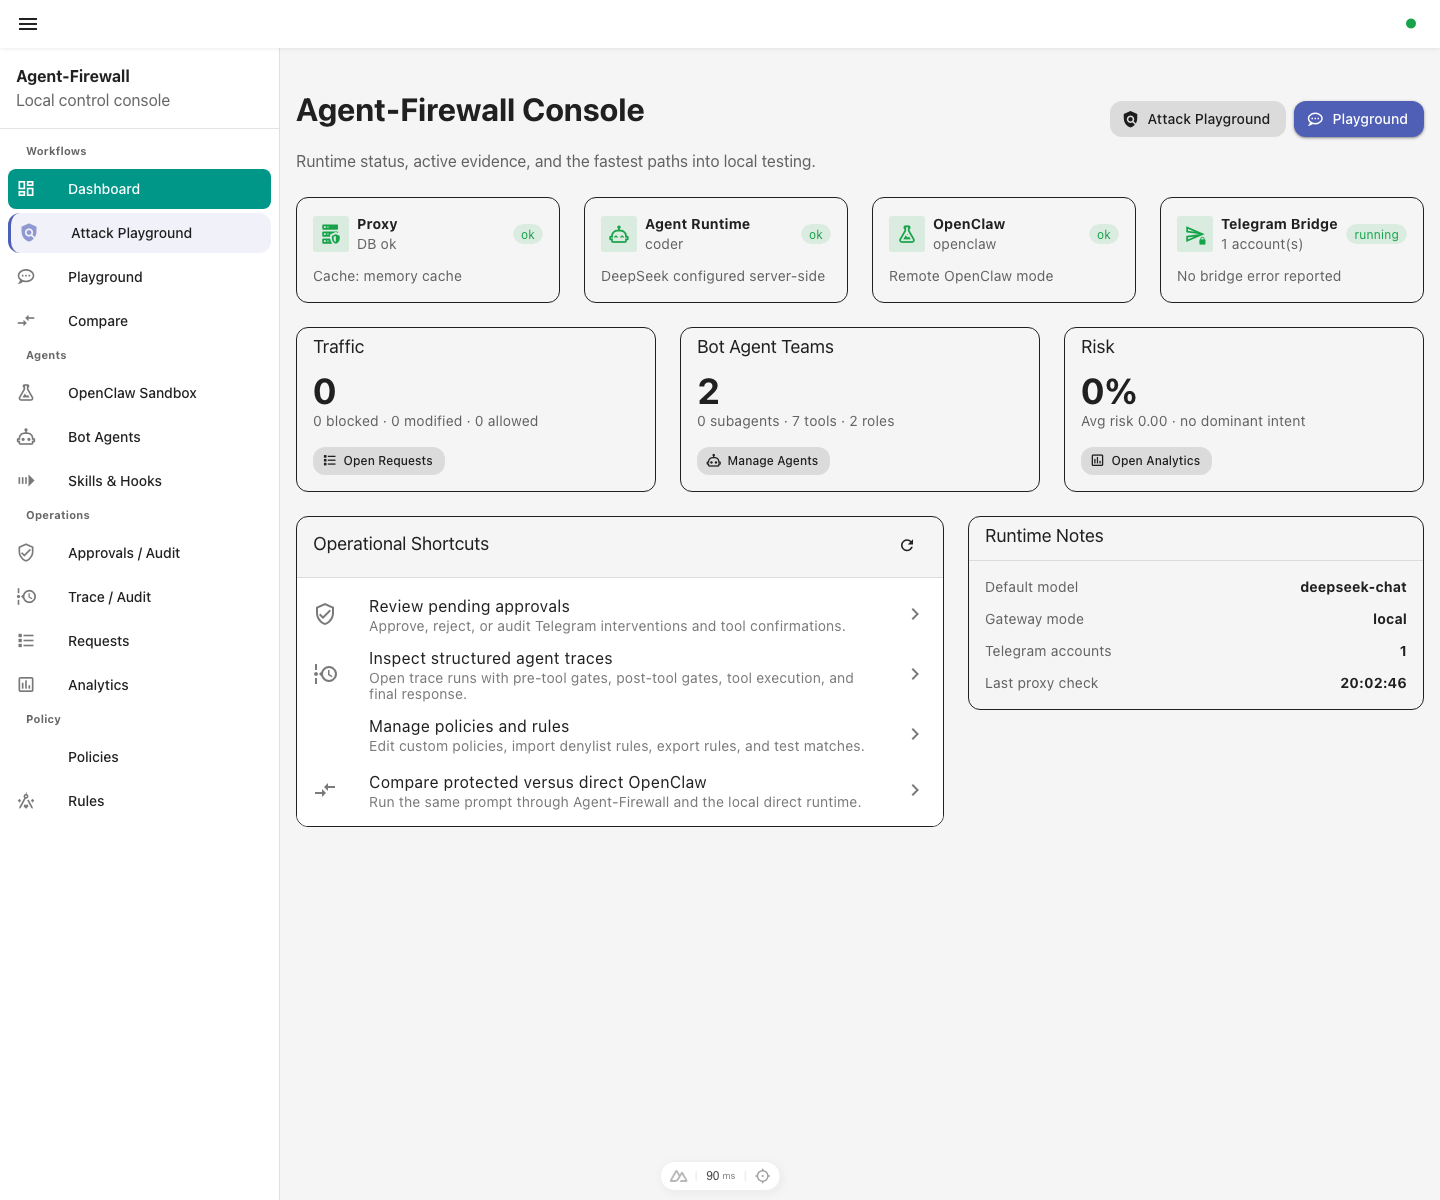 Agent-Firewall
Local control console
Workflows
Dashboard
Attack Playground
Playground
Compare
Agents
OpenClaw Sandbox
Bot Agents
Skills & Hooks
Operations
Approvals / Audit
Trace / Audit
Requests
Analytics
Policy
Policies
Rules
Agent-Firewall Console
Attack Playground
Playground
Runtime status, active evidence, and the fastest paths into local testing.
Proxy
DB ok
ok
Cache: memory cache
Agent Runtime
coder
ok
DeepSeek configured server-side
OpenClaw
openclaw
ok
Remote OpenClaw mode
Telegram Bridge
1 account(s)
running
No bridge error reported
Traffic
0
0 blocked · 0 modified · 0 allowed
Open Requests
Bot Agent Teams
2
0 subagents · 7 tools · 2 roles
Manage Agents
Risk
0%
Avg risk 0.00 · no dominant intent
Open Analytics
Operational Shortcuts
Review pending approvals
Approve, reject, or audit Telegram interventions and tool confirmations.
Inspect structured agent traces
Open trace runs with pre-tool gates, post-tool gates, tool execution, and
final response.
Manage policies and rules
Edit custom policies, import denylist rules, export rules, and test matches.
Compare protected versus direct OpenClaw
Run the same prompt through Agent-Firewall and the local direct runtime.
Runtime Notes
Default model deepseek-chat
Gateway mode local
Telegram accounts 1
Last proxy check 20:02:46
90 ms